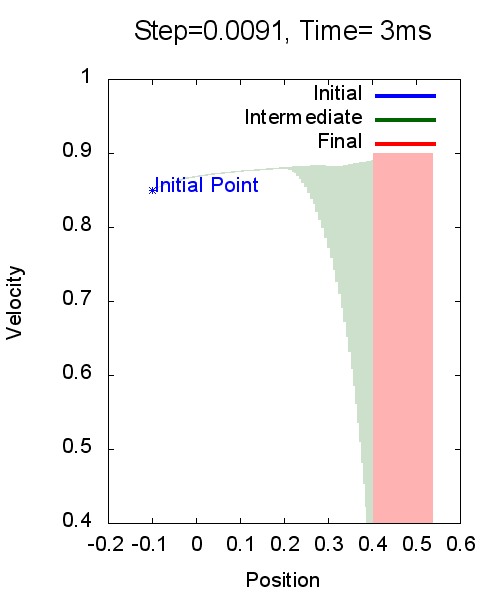 Step=0.0091, Time= 3ms
Initial
Intermediate
Final
Initial Point
1
0.9
0.8
0.7
0.6
0.5
0.4
-0.2 -0.1 0 0.1 0.2 0.3 0.4 0.5 0.6
Velocity
Position